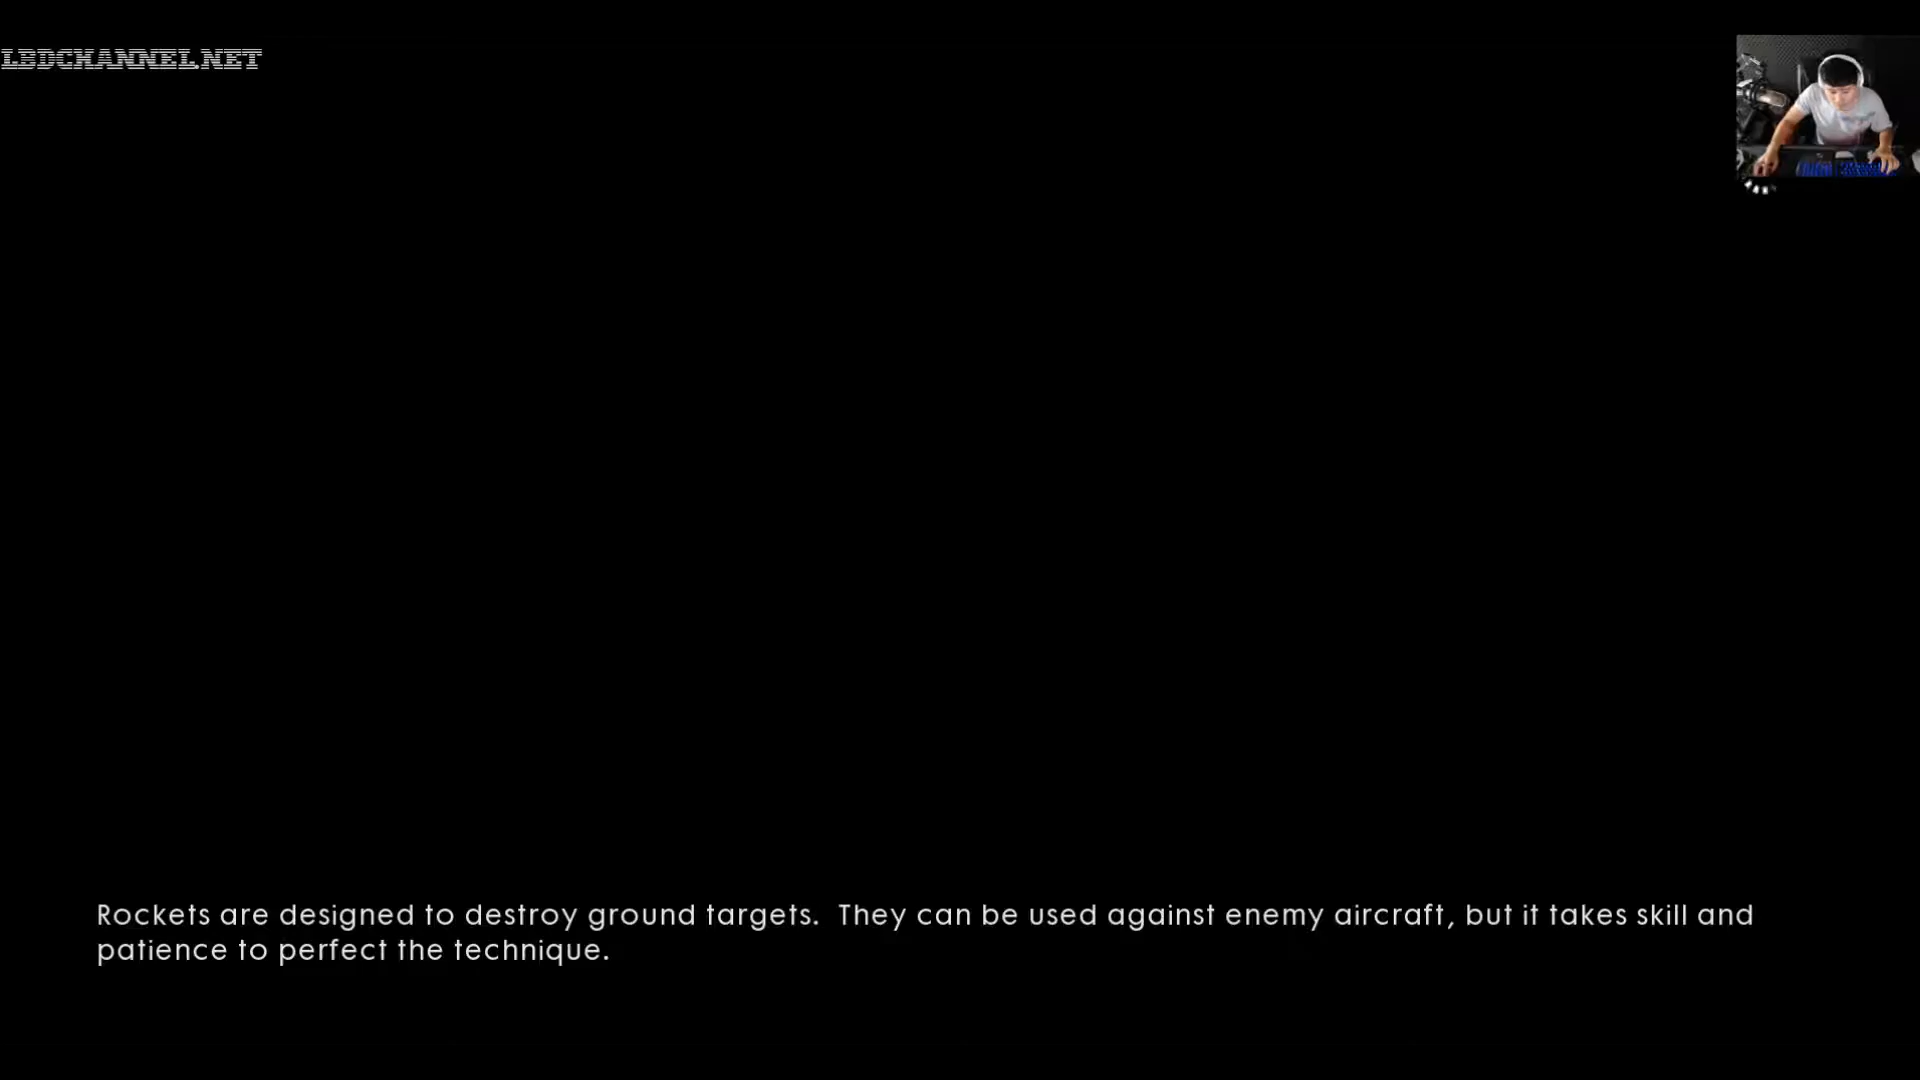 LBDCHANNEL.NET
Rockets are designed to destroy ground targets.  They can be used against enemy aircraft, but it takes skill and
patience to perfect the technique.